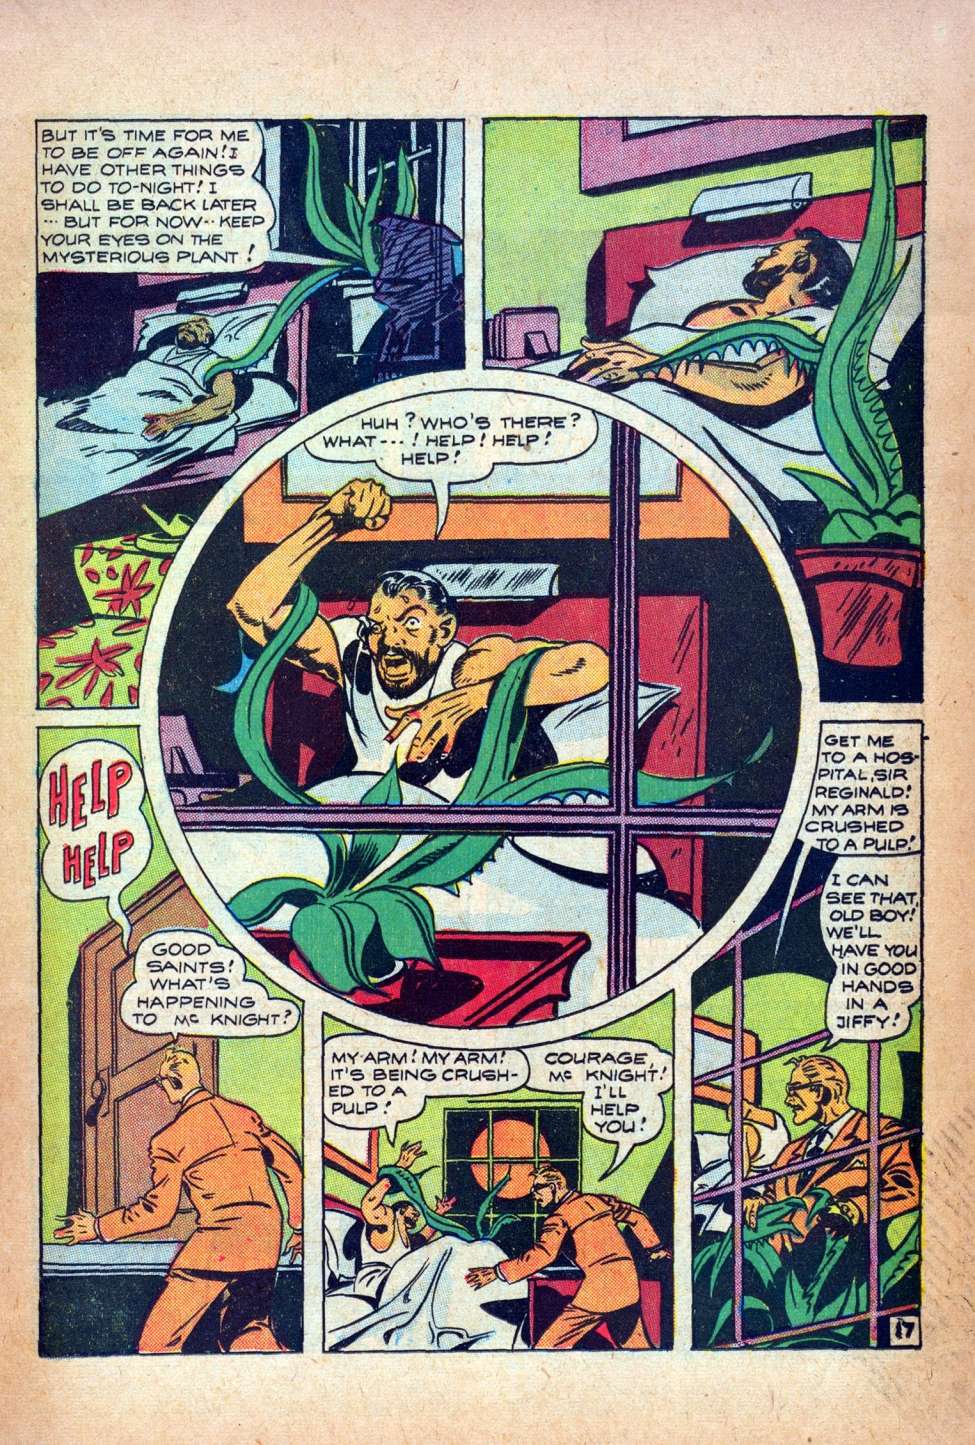 BUT IT'S TIME FOR ME
TO BE OFF AGAIN! I
HAVE OTHER THINGS
TO DO TO-NIGHT! I
SHALL BE BACK LATER
--- BUT FOR NOW-- KEEP
YOUR EYES ON THE
MYSTERIOUS PLANT!
HUH? WHO'S THERE?
WHAT---! HELP! HELP!
HELP!
HELP
HELP
GOOD
SAINTS!
WHAT'S
HAPPENING
TO Mc KNIGHT?
MY ARM! MY ARM!
IT'S BEING CRUSH-
ED TO A
PULP!
COURAGE,
Mc KNIGHT!
I'LL
HELP
YOU!
GET ME
TO A HOS-
PITAL, SIR
REGINALD!
MY ARM IS
CRUSHED
TO A PULP!
I CAN
SEE THAT,
OLD BOY!
WE'LL
HAVE YOU
IN GOOD
HANDS
IN A
JIFFY!
17